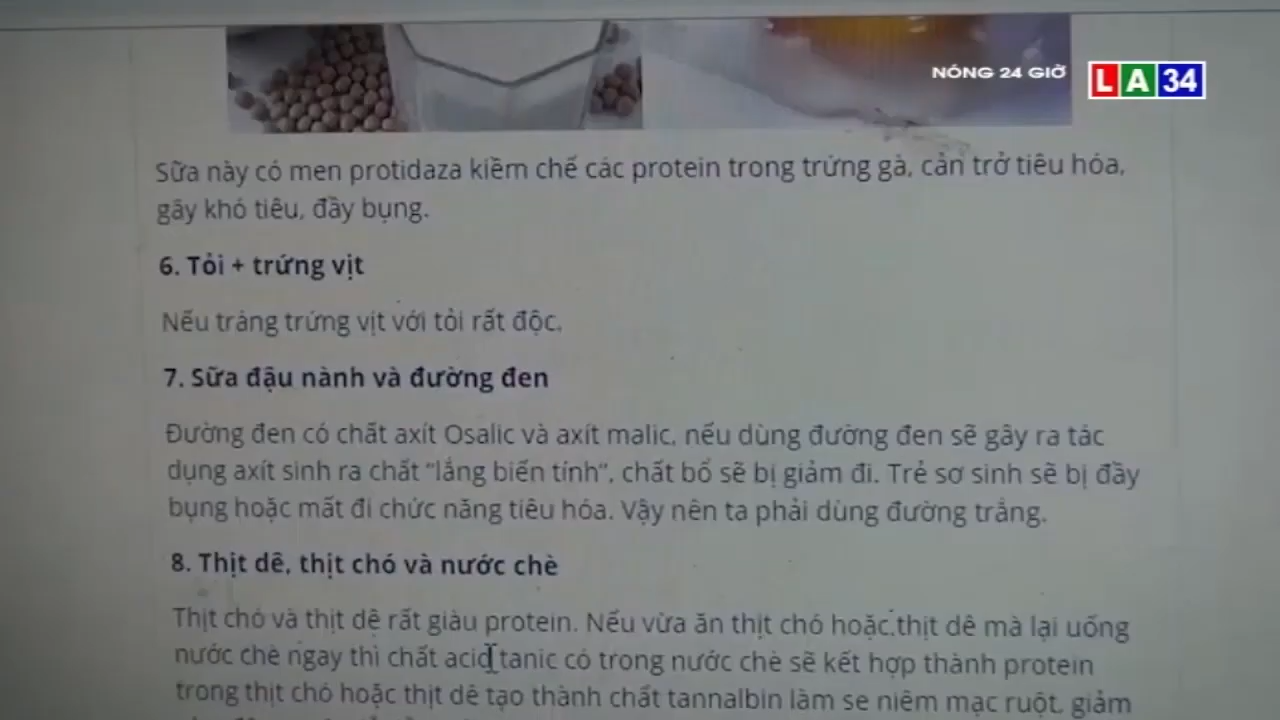 NÓNG 24 GIỜ
LA34
Sữa này có men protidaza kiềm chế các protein trong trứng gà, cản trở tiêu hóa,
gây khó tiêu, đầy bụng.
6. Tỏi + trứng vịt
Nếu tráng trứng vịt với tỏi rất độc.
7. Sữa đậu nành và đường đen
Đường đen có chất axít Osalic và axít malic, nếu dùng đường đen sẽ gây ra tác
dụng axít sinh ra chất “lắng biến tính”, chất bổ sẽ bị giảm đi. Trẻ sơ sinh sẽ bị đầy
bụng hoặc mất đi chức năng tiêu hóa. Vậy nên ta phải dùng đường trắng.
8. Thịt dê, thịt chó và nước chè
Thịt chó và thịt dê rất giàu protein. Nếu vừa ăn thịt chó hoặc thịt dê mà lại uống
nước chè ngay thì chất acid tanic có trong nước chè sẽ kết hợp thành protein
trong thịt chó hoặc thịt dê tạo thành chất tannalbin làm se niêm mạc ruột, giảm